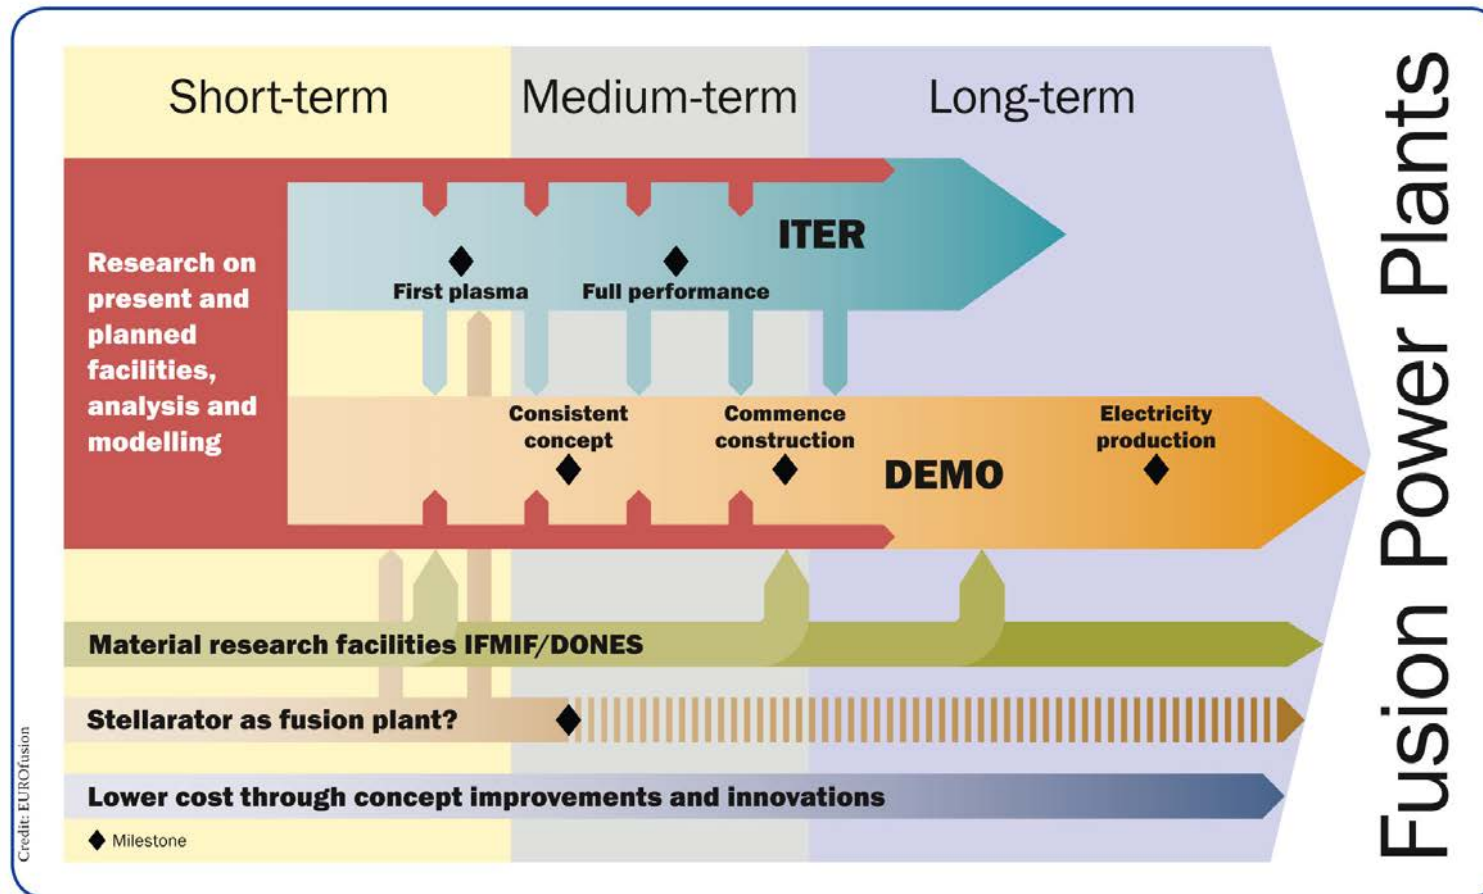 Short-term
Medium-term
Long-term
Research on
present and
planned
facilities,
analysis and
modelling
ITER
First plasma
Full performance
Consistent
concept
Commence
construction
Electricity
production
DEMO
Material research facilities IFMIF/DONES
Stellarator as fusion plant?
Lower cost through concept improvements and innovations
Milestone
Fusion Power Plants
Credit: EUROfusion